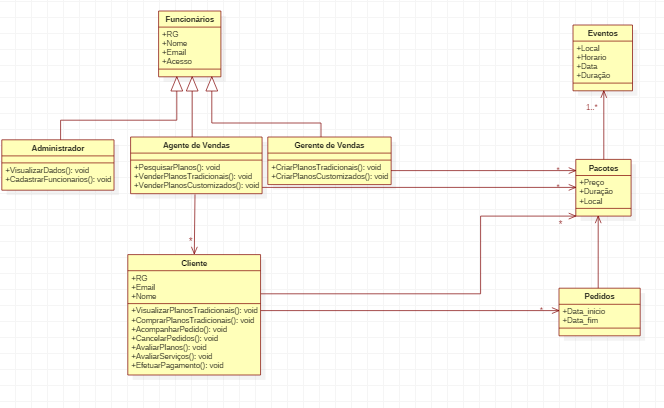 Funcionários
+RG
+Nome
+Email
+Acesso
Eventos
+Local
+Horario
+Data
+Duração
1..*
Administrador
+VisualizarDados(): void
+CadastrarFuncionarios(): void
Agente de Vendas
+PesquisarPlanos(): void
+VenderPlanosTradicionais(): void
+VenderPlanosCustomizados(): void
Gerente de Vendas
+CriarPlanosTradicionais(): void
+CriarPlanosCustomizados(): void
*
*
*
Pacotes
+Preço
+Duração
+Local
*
Cliente
+RG
+Email
+Nome
+VisualizarPlanosTradicionais(): void
+ComprarPlanosTradicionais(): void
+AcompanharPedido(): void
+CancelarPedidos(): void
+AvaliarPlanos(): void
+AvaliarServiços(): void
+EfetuarPagamento(): void
*
Pedidos
+Data_inicio
+Data_fim